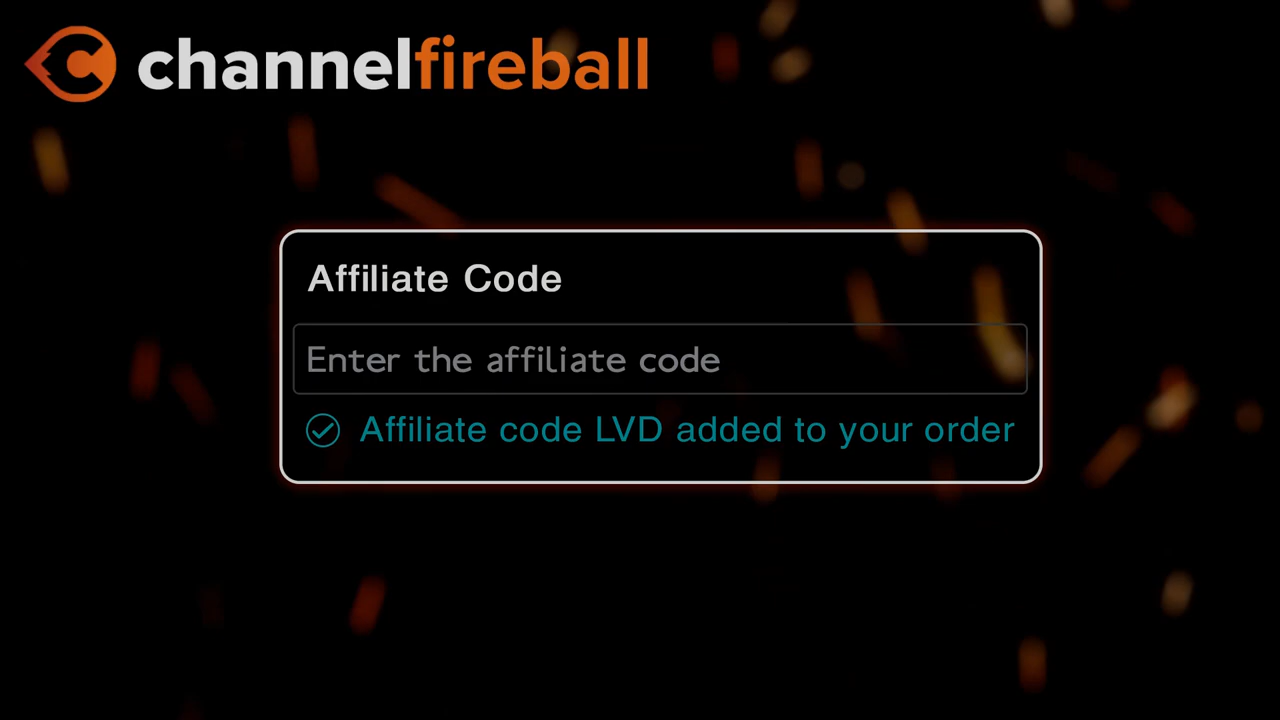 channelfireball
Affiliate Code
Enter the affiliate code
Affiliate code LVD added to your order